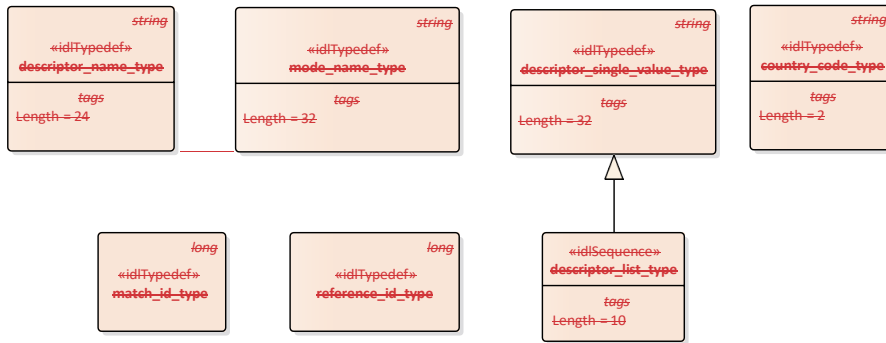 string
«idlTypedef»
descriptor_name_type
tags
Length = 24
string
«idlTypedef»
mode_name_type
tags
Length = 32
string
«idlTypedef»
descriptor_single_value_type
tags
Length = 32
string
«idlTypedef»
country_code_type
tags
Length = 2
long
«idlTypedef»
match_id_type
long
«idlTypedef»
reference_id_type
«idlSequence»
descriptor_list_type
tags
Length = 10